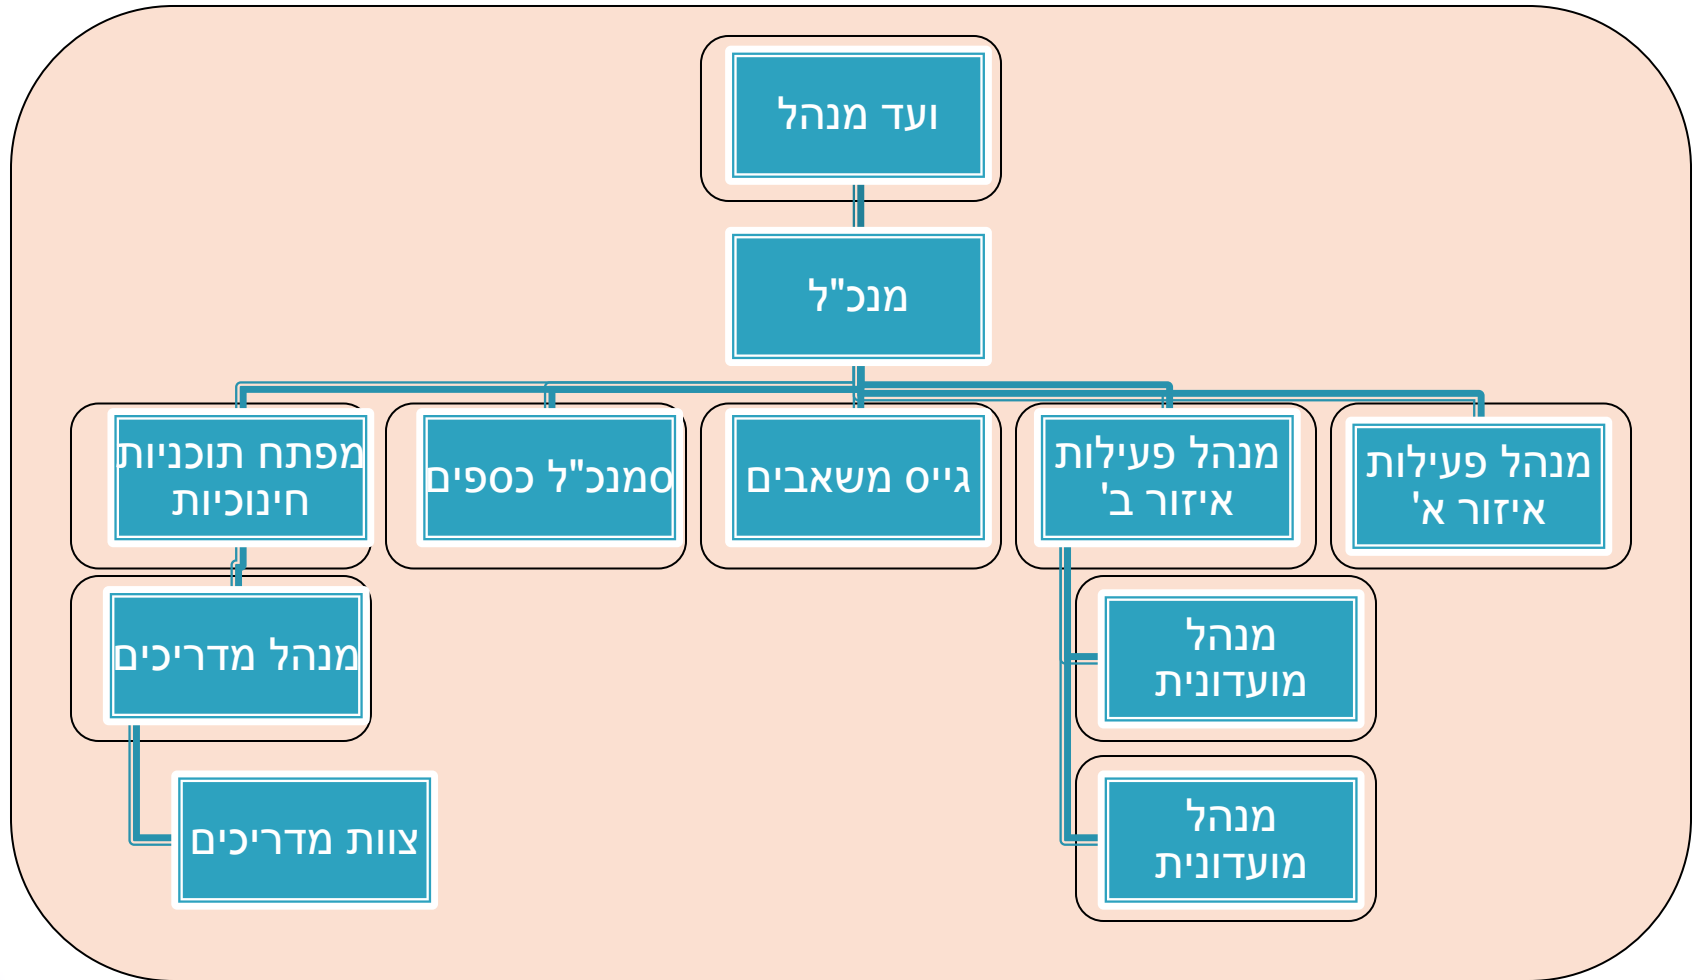 ועד מנהל
מנכ"ל
מנהל פעילות
איזור א'
מנהל פעילות
איזור ב'
גייס משאבים
סמנכ"ל כספים
מפתח תוכניות
חינוכיות
מנהל
מועדונית
מנהל מדריכים
מנהל
מועדונית
צוות מדריכים